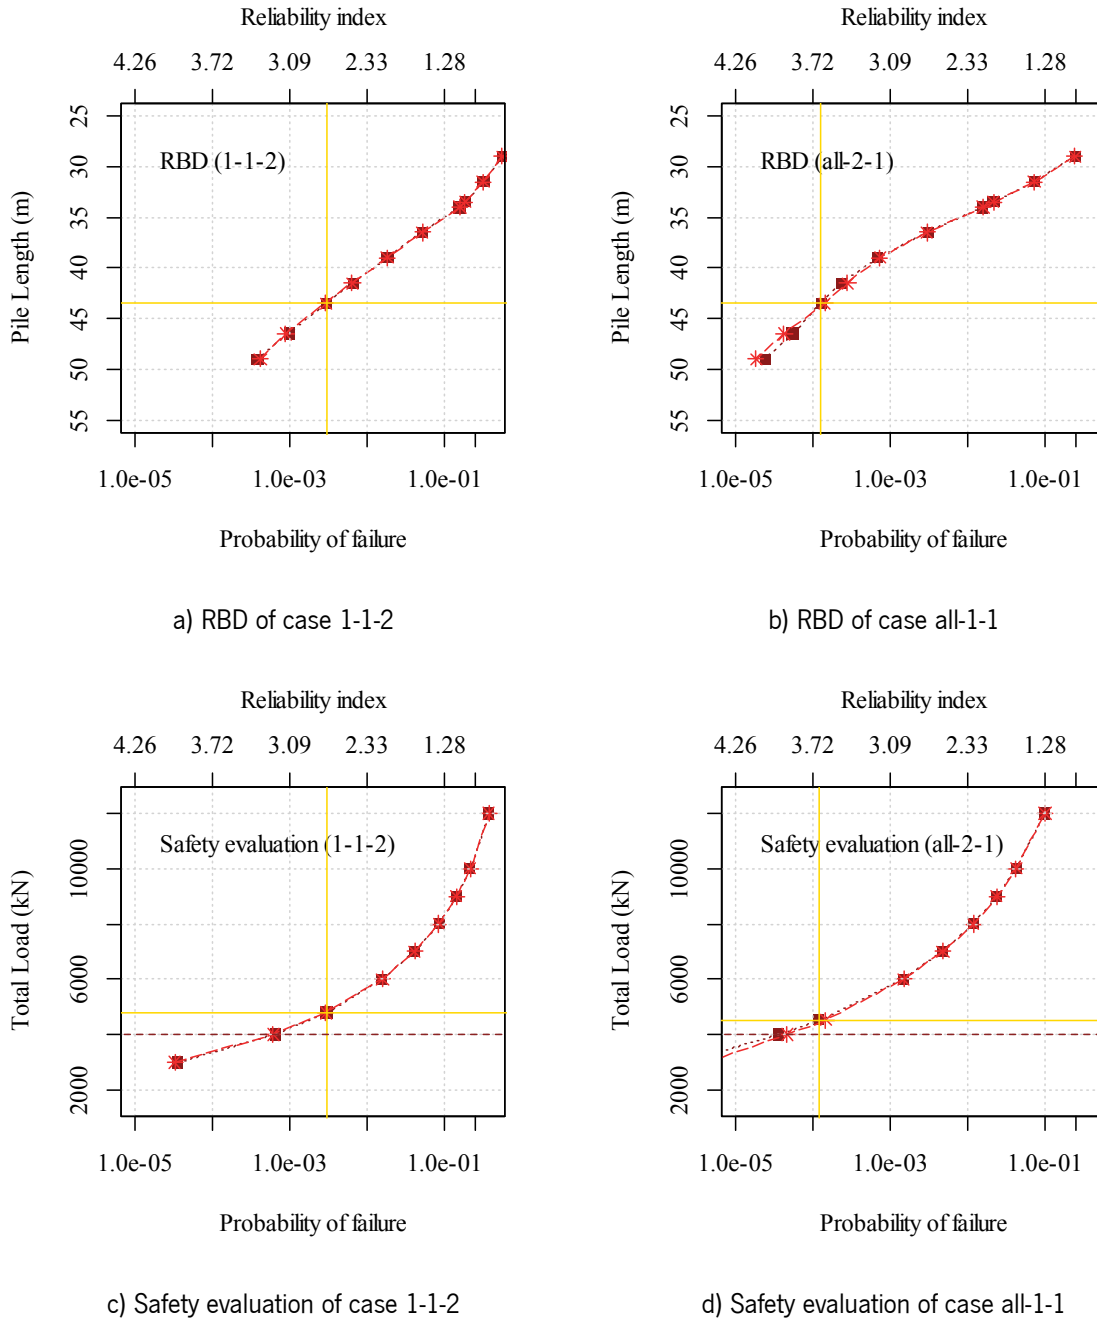 Reliability index
4.26 3.72 3.09 2.33 1.28
25
30
35
40
45
50
55
Pile Length (m)
RBD (1-1-2)
1.0e-05 1.0e-03 1.0e-01
Probability of failure
a) RBD of case 1-1-2
Reliability index
4.26 3.72 3.09 2.33 1.28
25
30
35
40
45
50
55
Pile Length (m)
RBD (all-2-1)
1.0e-05 1.0e-03 1.0e-01
Probability of failure
b) RBD of case all-1-1
Reliability index
4.26 3.72 3.09 2.33 1.28
10000
6000
2000
Total Load (kN)
Safety evaluation (1-1-2)
1.0e-05 1.0e-03 1.0e-01
Probability of failure
c) Safety evaluation of case 1-1-2
Reliability index
4.26 3.72 3.09 2.33 1.28
10000
6000
2000
Total Load (kN)
Safety evaluation (all-2-1)
1.0e-05 1.0e-03 1.0e-01
Probability of failure
d) Safety evaluation of case all-1-1